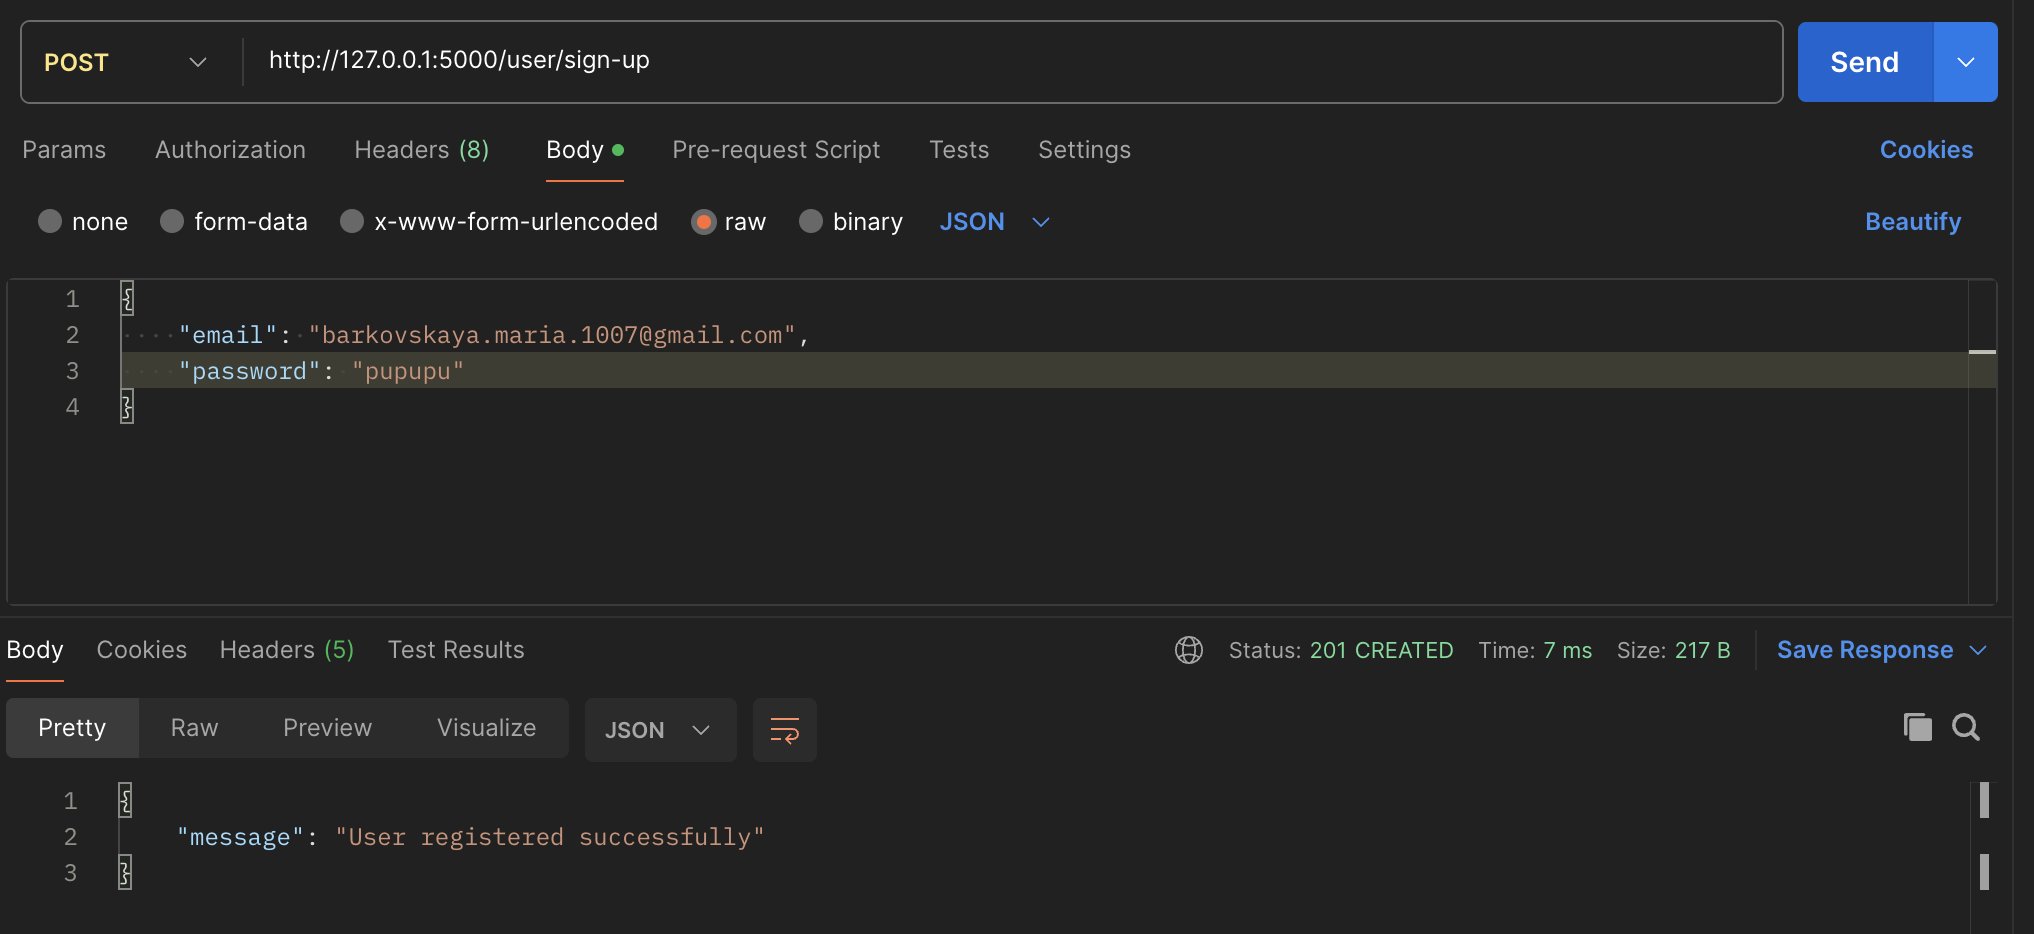 POST http://127.0.0.1:5000/user/sign-up Send
Params Authorization Headers (8) Body Pre-request Script Tests Settings Cookies
none form-data x-www-form-urlencoded raw binary JSON Beautify
1 {
2 "email": "barkovskaya.maria.1007@gmail.com",
3 "password": "pupupu"
4 }
Body Cookies Headers (5) Test Results Status: 201 CREATED Time: 7 ms Size: 217 B Save Response
Pretty Raw Preview Visualize JSON
1 {
2 "message": "User registered successfully"
3 }